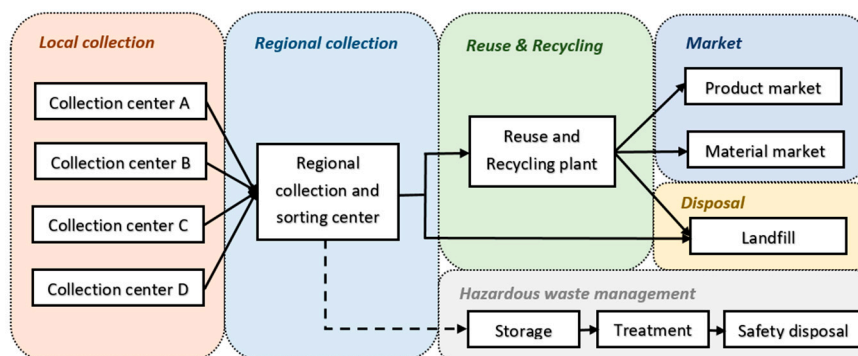 Local collection
Collection center A
Collection center B
Collection center C
Collection center D
Regional collection
Regional
collection and
sorting center
Reuse & Recycling
Reuse and
Recycling plant
Market
Product market
Material market
Disposal
Landfill
Hazardous waste management
Storage
Treatment
Safety disposal